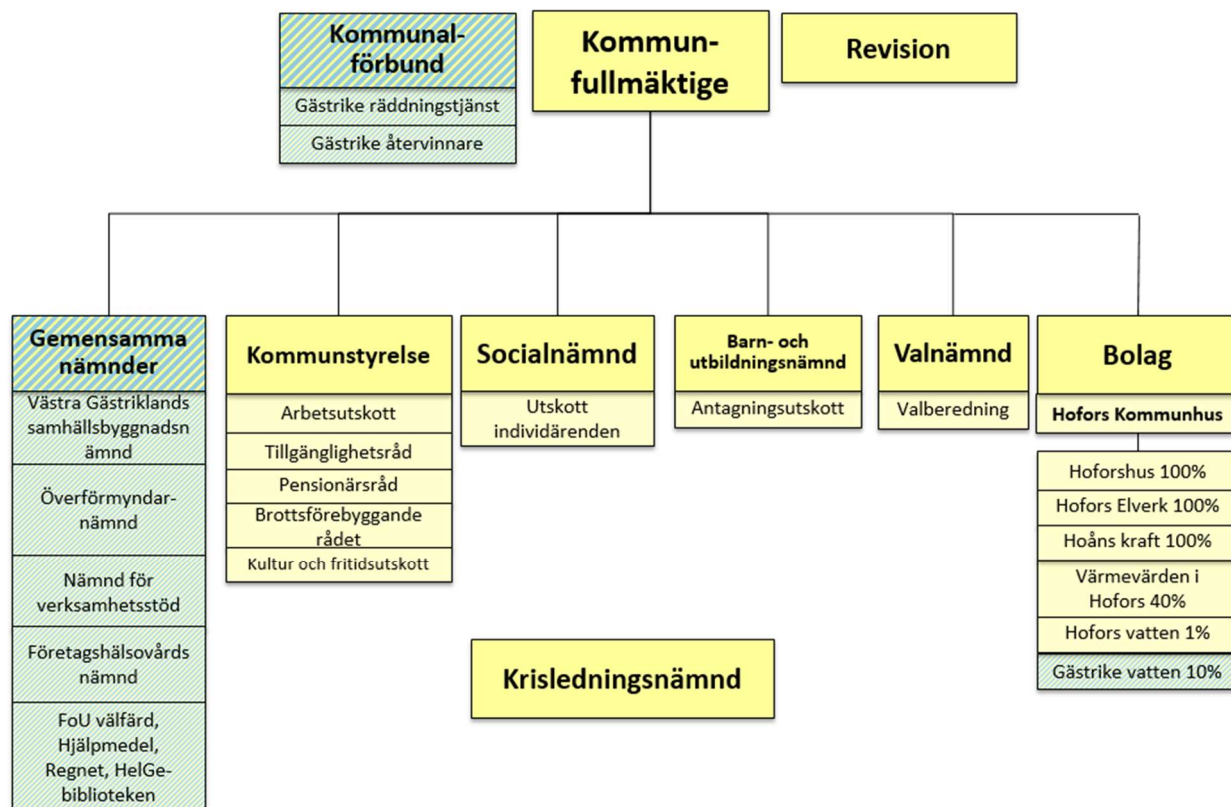 Kommunal-
förbund
Gästrike räddningstjänst
Gästrike återvinnare
Kommun-
fullmäktige
Revision
Gemensamma
nämnder
Västra Gästriklands
samhällsbyggnadsn
ämnd
Överförmyndar-
nämnd
Nämnd för
verksamhetsstöd
Företagshälsovårds
nämnd
FoU välfärd,
Hjälpmedel,
Regnet, HelGe-
biblioteken
Kommunstyrelse
Arbetsutskott
Tillgänglighetsråd
Pensionärsråd
Brottsförebyggande
rådet
Kultur och fritidsutskott
Socialnämnd
Utskott
individärenden
Barn- och
utbildningsnämnd
Antagningsutskott
Valnämnd
Valberedning
Bolag
Hofors Kommunhus
Hoforshus 100%
Hofors Elverk 100%
Hoåns kraft 100%
Värmevärden i
Hofors 40%
Hofors vatten 1%
Gästrike vatten 10%
Krisledningsnämnd